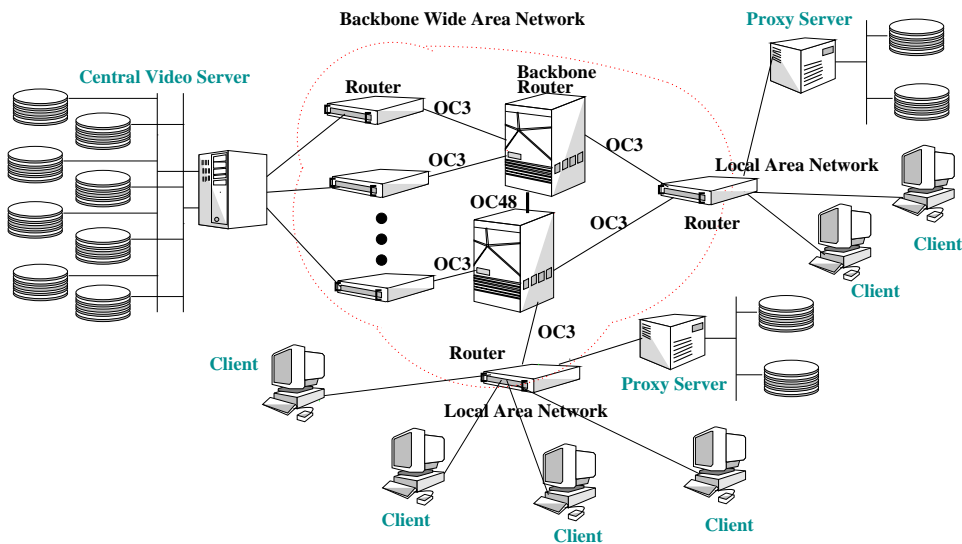 Backbone Wide Area Network
Proxy Server
Central Video Server
Router
Backbone
Router
OC3
OC3
OC3
Local Area Network
OC48
OC3
Router
Client
OC3
Client
OC3
Router
Client
Proxy Server
Local Area Network
Client
Client
Client